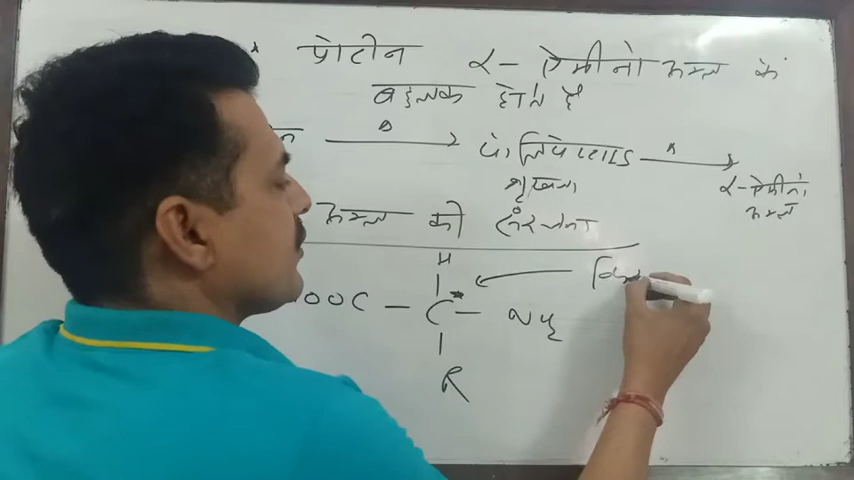 प्रोटीन α- ऐमीनो अम्ल के
बहुलक होते हैं
न Δ पॉलिपेप्टाइड
श्रृंखला α-ऐमीनो
अम्ल
अम्ल की संरचना
H
OOC - C* - NH₂
R